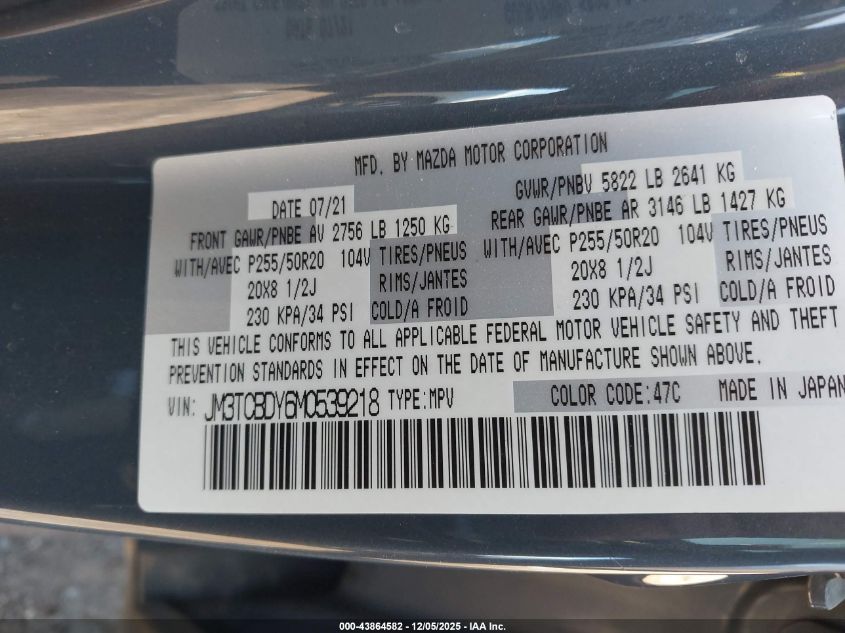 MFD. BY MAZDA MOTOR CORPORATION
DATE 07/21 GVWR/PNBV 5822 LB 2641 KG
FRONT GAWR/PNBE AV 2756 LB 1250 KG REAR GAWR/PNBE AR 3146 LB 1427 KG
WITH/AVEC P255/50R20 104V TIRES/PNEUS WITH/AVEC P255/50R20 104V TIRES/PNEUS
20X8 1/2J RIMS/JANTES 20X8 1/2J RIMS/JANTES
230 KPA/34 PSI COLD/A FROID 230 KPA/34 PSI COLD/A FROID
THIS VEHICLE CONFORMS TO ALL APPLICABLE FEDERAL MOTOR VEHICLE SAFETY AND THEFT
PREVENTION STANDARDS IN EFFECT ON THE DATE OF MANUFACTURE SHOWN ABOVE.
VIN: JM3TCBDY6M0539218 TYPE:MPV COLOR CODE:47C MADE IN JAPAN
000-43864582 - 12/05/2025 - IAA Inc.